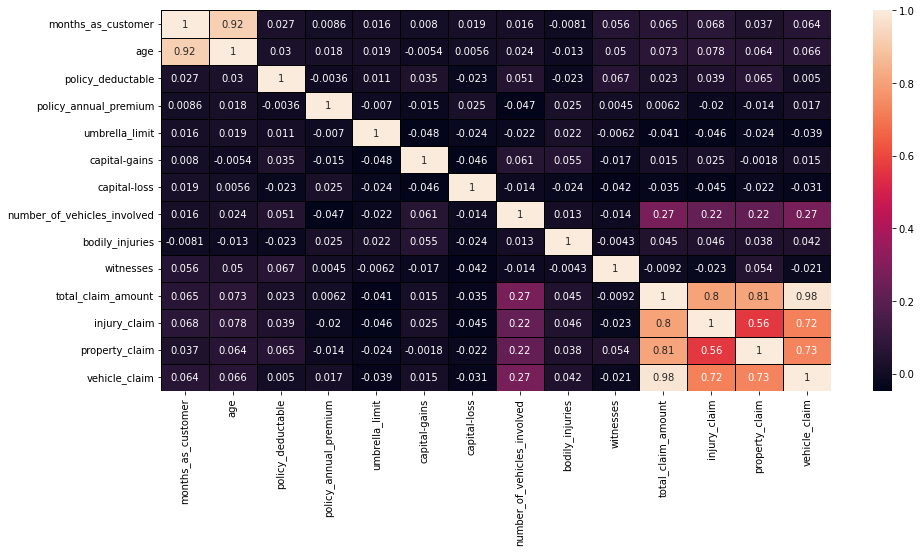 months_as_customer 1 0.92 0.027 0.0086 0.016 0.008 0.019 0.016 -0.0081 0.056 0.065 0.068 0.037 0.064
age 0.92 1 0.03 0.018 0.019 -0.0054 0.0056 0.024 -0.013 0.05 0.073 0.078 0.064 0.066
policy_deductable 0.027 0.03 1 -0.0036 0.011 0.035 -0.023 0.051 -0.023 0.067 0.023 0.039 0.065 0.005
policy_annual_premium 0.0086 0.018 -0.0036 1 -0.007 -0.015 0.025 -0.047 0.025 0.0045 0.0062 -0.02 -0.014 0.017
umbrella_limit 0.016 0.019 0.011 -0.007 1 -0.048 -0.024 -0.022 0.022 -0.0062 -0.041 -0.046 -0.024 -0.039
capital-gains 0.008 -0.0054 0.035 -0.015 -0.048 1 -0.046 0.061 0.055 -0.017 0.015 0.025 -0.0018 0.015
capital-loss 0.019 0.0056 -0.023 0.025 -0.024 -0.046 1 -0.014 -0.024 -0.042 -0.035 -0.045 -0.022 -0.031
number_of_vehicles_involved 0.016 0.024 0.051 -0.047 -0.022 0.061 -0.014 1 0.013 -0.014 0.27 0.22 0.22 0.27
bodily_injuries -0.0081 -0.013 -0.023 0.025 0.022 0.055 -0.024 0.013 1 -0.0043 0.045 0.046 0.038 0.042
witnesses 0.056 0.05 0.067 0.0045 -0.0062 -0.017 -0.042 -0.014 -0.0043 1 -0.0092 -0.023 0.054 -0.021
total_claim_amount 0.065 0.073 0.023 0.0062 -0.041 0.015 -0.035 0.27 0.045 -0.0092 1 0.8 0.81 0.98
injury_claim 0.068 0.078 0.039 -0.02 -0.046 0.025 -0.045 0.22 0.046 -0.023 0.8 1 0.56 0.72
property_claim 0.037 0.064 0.065 -0.014 -0.024 -0.0018 -0.022 0.22 0.038 0.054 0.81 0.56 1 0.73
vehicle_claim 0.064 0.066 0.005 0.017 -0.039 0.015 -0.031 0.27 0.042 -0.021 0.98 0.72 0.73 1
months_as_customer
age
policy_deductable
policy_annual_premium
umbrella_limit
capital-gains
capital-loss
number_of_vehicles_involved
bodily_injuries
witnesses
total_claim_amount
injury_claim
property_claim
vehicle_claim
1.0
0.8
0.6
0.4
0.2
0.0